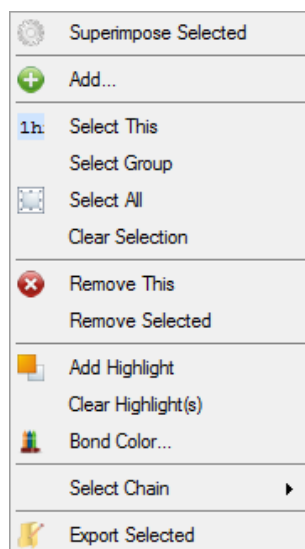 Superimpose Selected
Add...
1h: Select This
Select Group
Select All
Clear Selection
Remove This
Remove Selected
Add Highlight
Clear Highlight(s)
Bond Color...
Select Chain
Export Selected